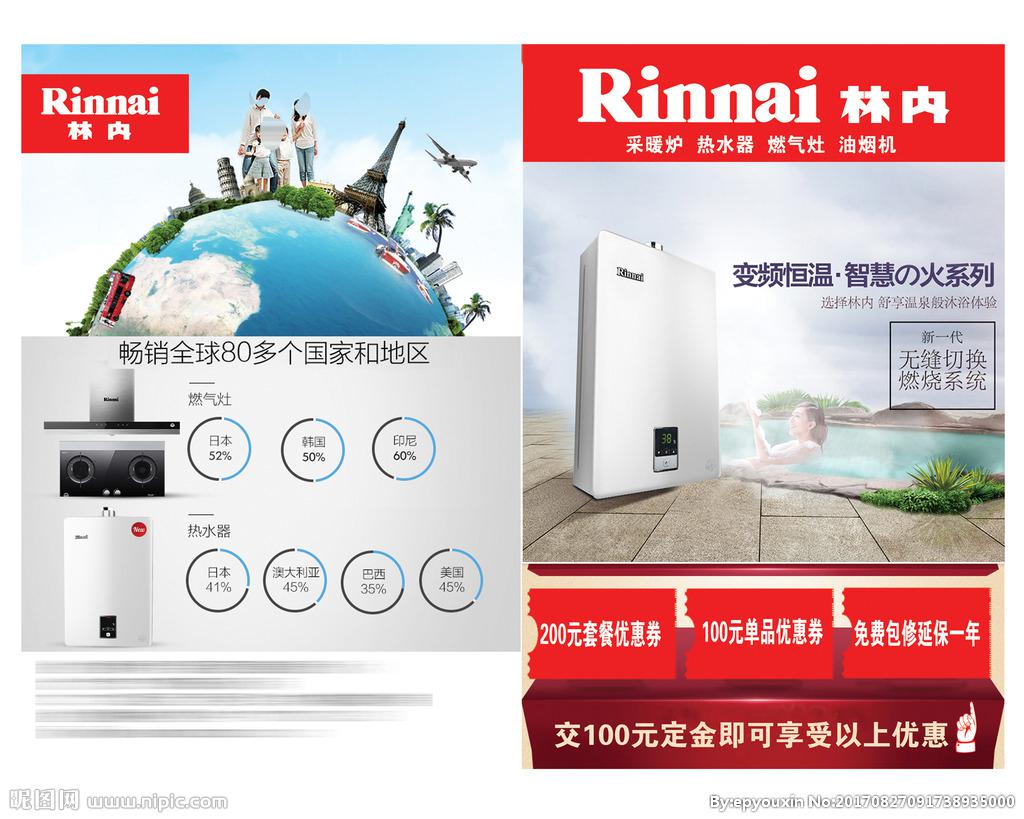 Rinnai
林内
畅销全球80多个国家和地区
Rinnai
燃气灶
日本
52%
韩国
50%
印尼
60%
热水器
New
Rinnai
日本
41%
澳大利亚
45%
巴西
35%
美国
45%
Rinnai 林内
采暖炉 热水器 燃气灶 油烟机
Rinnai
变频恒温·智慧の火系列
选择林内 舒享温泉般沐浴体验
新一代
无缝切换
燃烧系统
38
200元套餐优惠券
100元单品优惠券
免费包修延保一年
交100元定金即可享受以上优惠
昵图网 www.nipic.com
By:epyouxin No:20170827091738935000